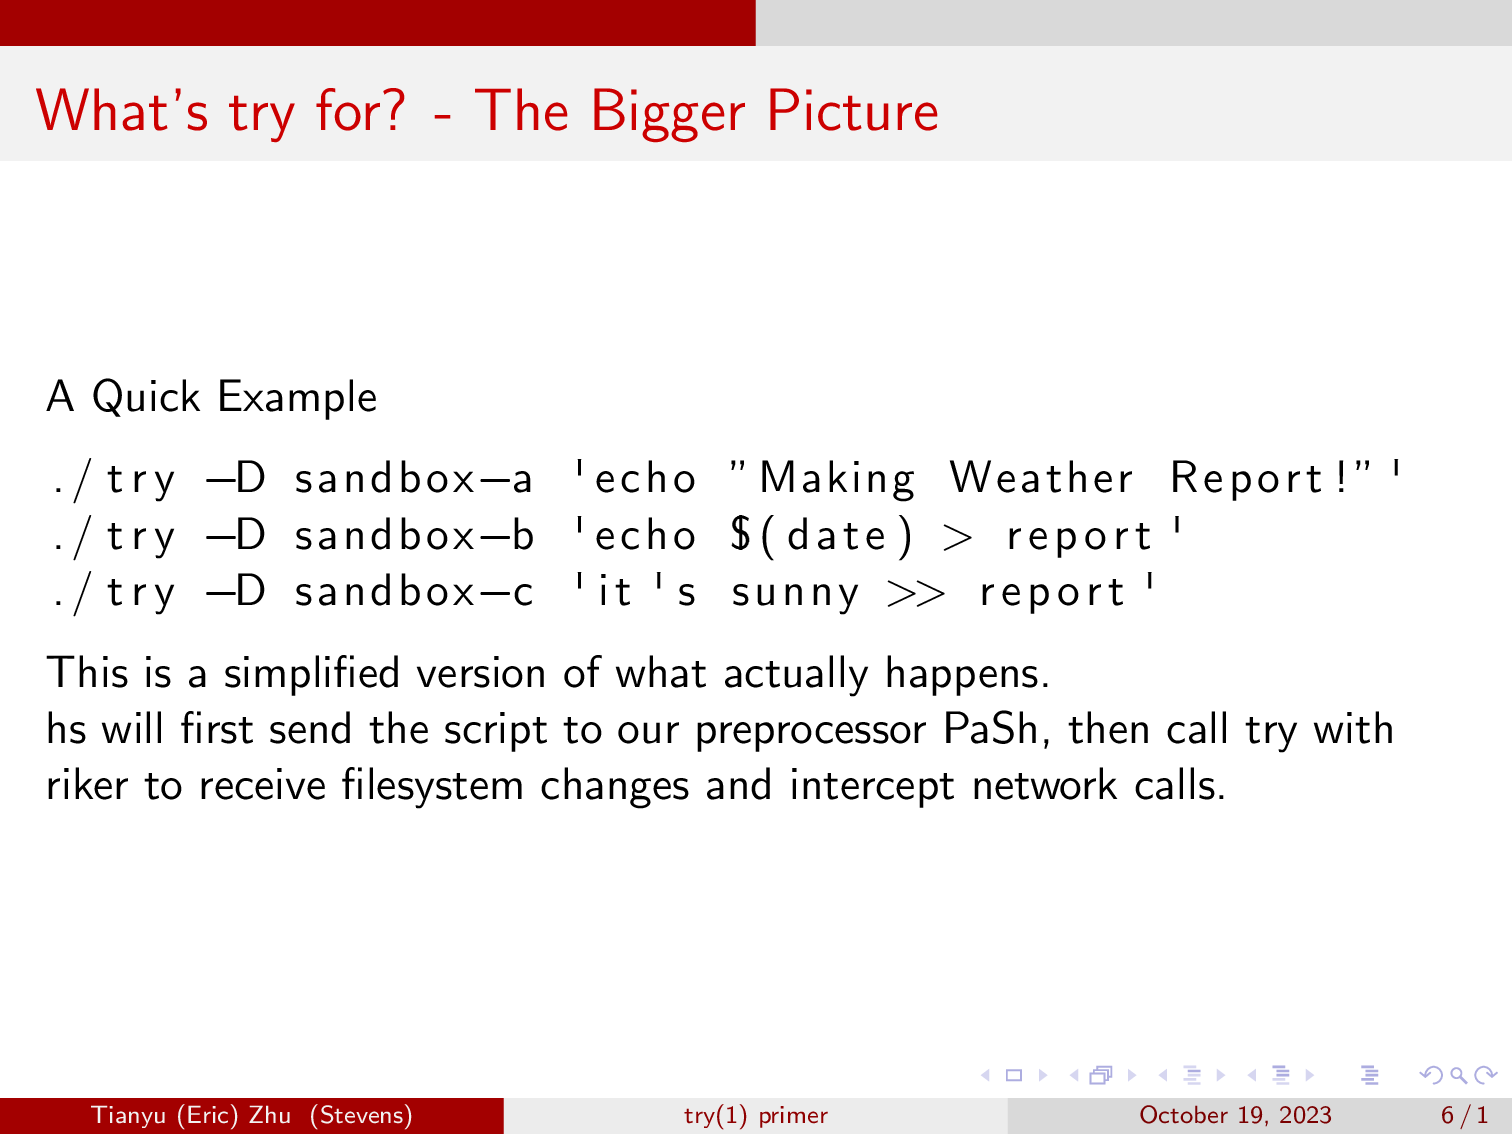 What's try for? - The Bigger Picture
A Quick Example
./try −D sandbox−a 'echo ”Making Weather Report!”'
./try −D sandbox−b 'echo $(date) > report'
./try −D sandbox−c 'it's sunny >> report'
This is a simplified version of what actually happens.
hs will first send the script to our preprocessor PaSh, then call try with
riker to receive filesystem changes and intercept network calls.
Tianyu (Eric) Zhu (Stevens) try(1) primer October 19, 2023 6 / 1